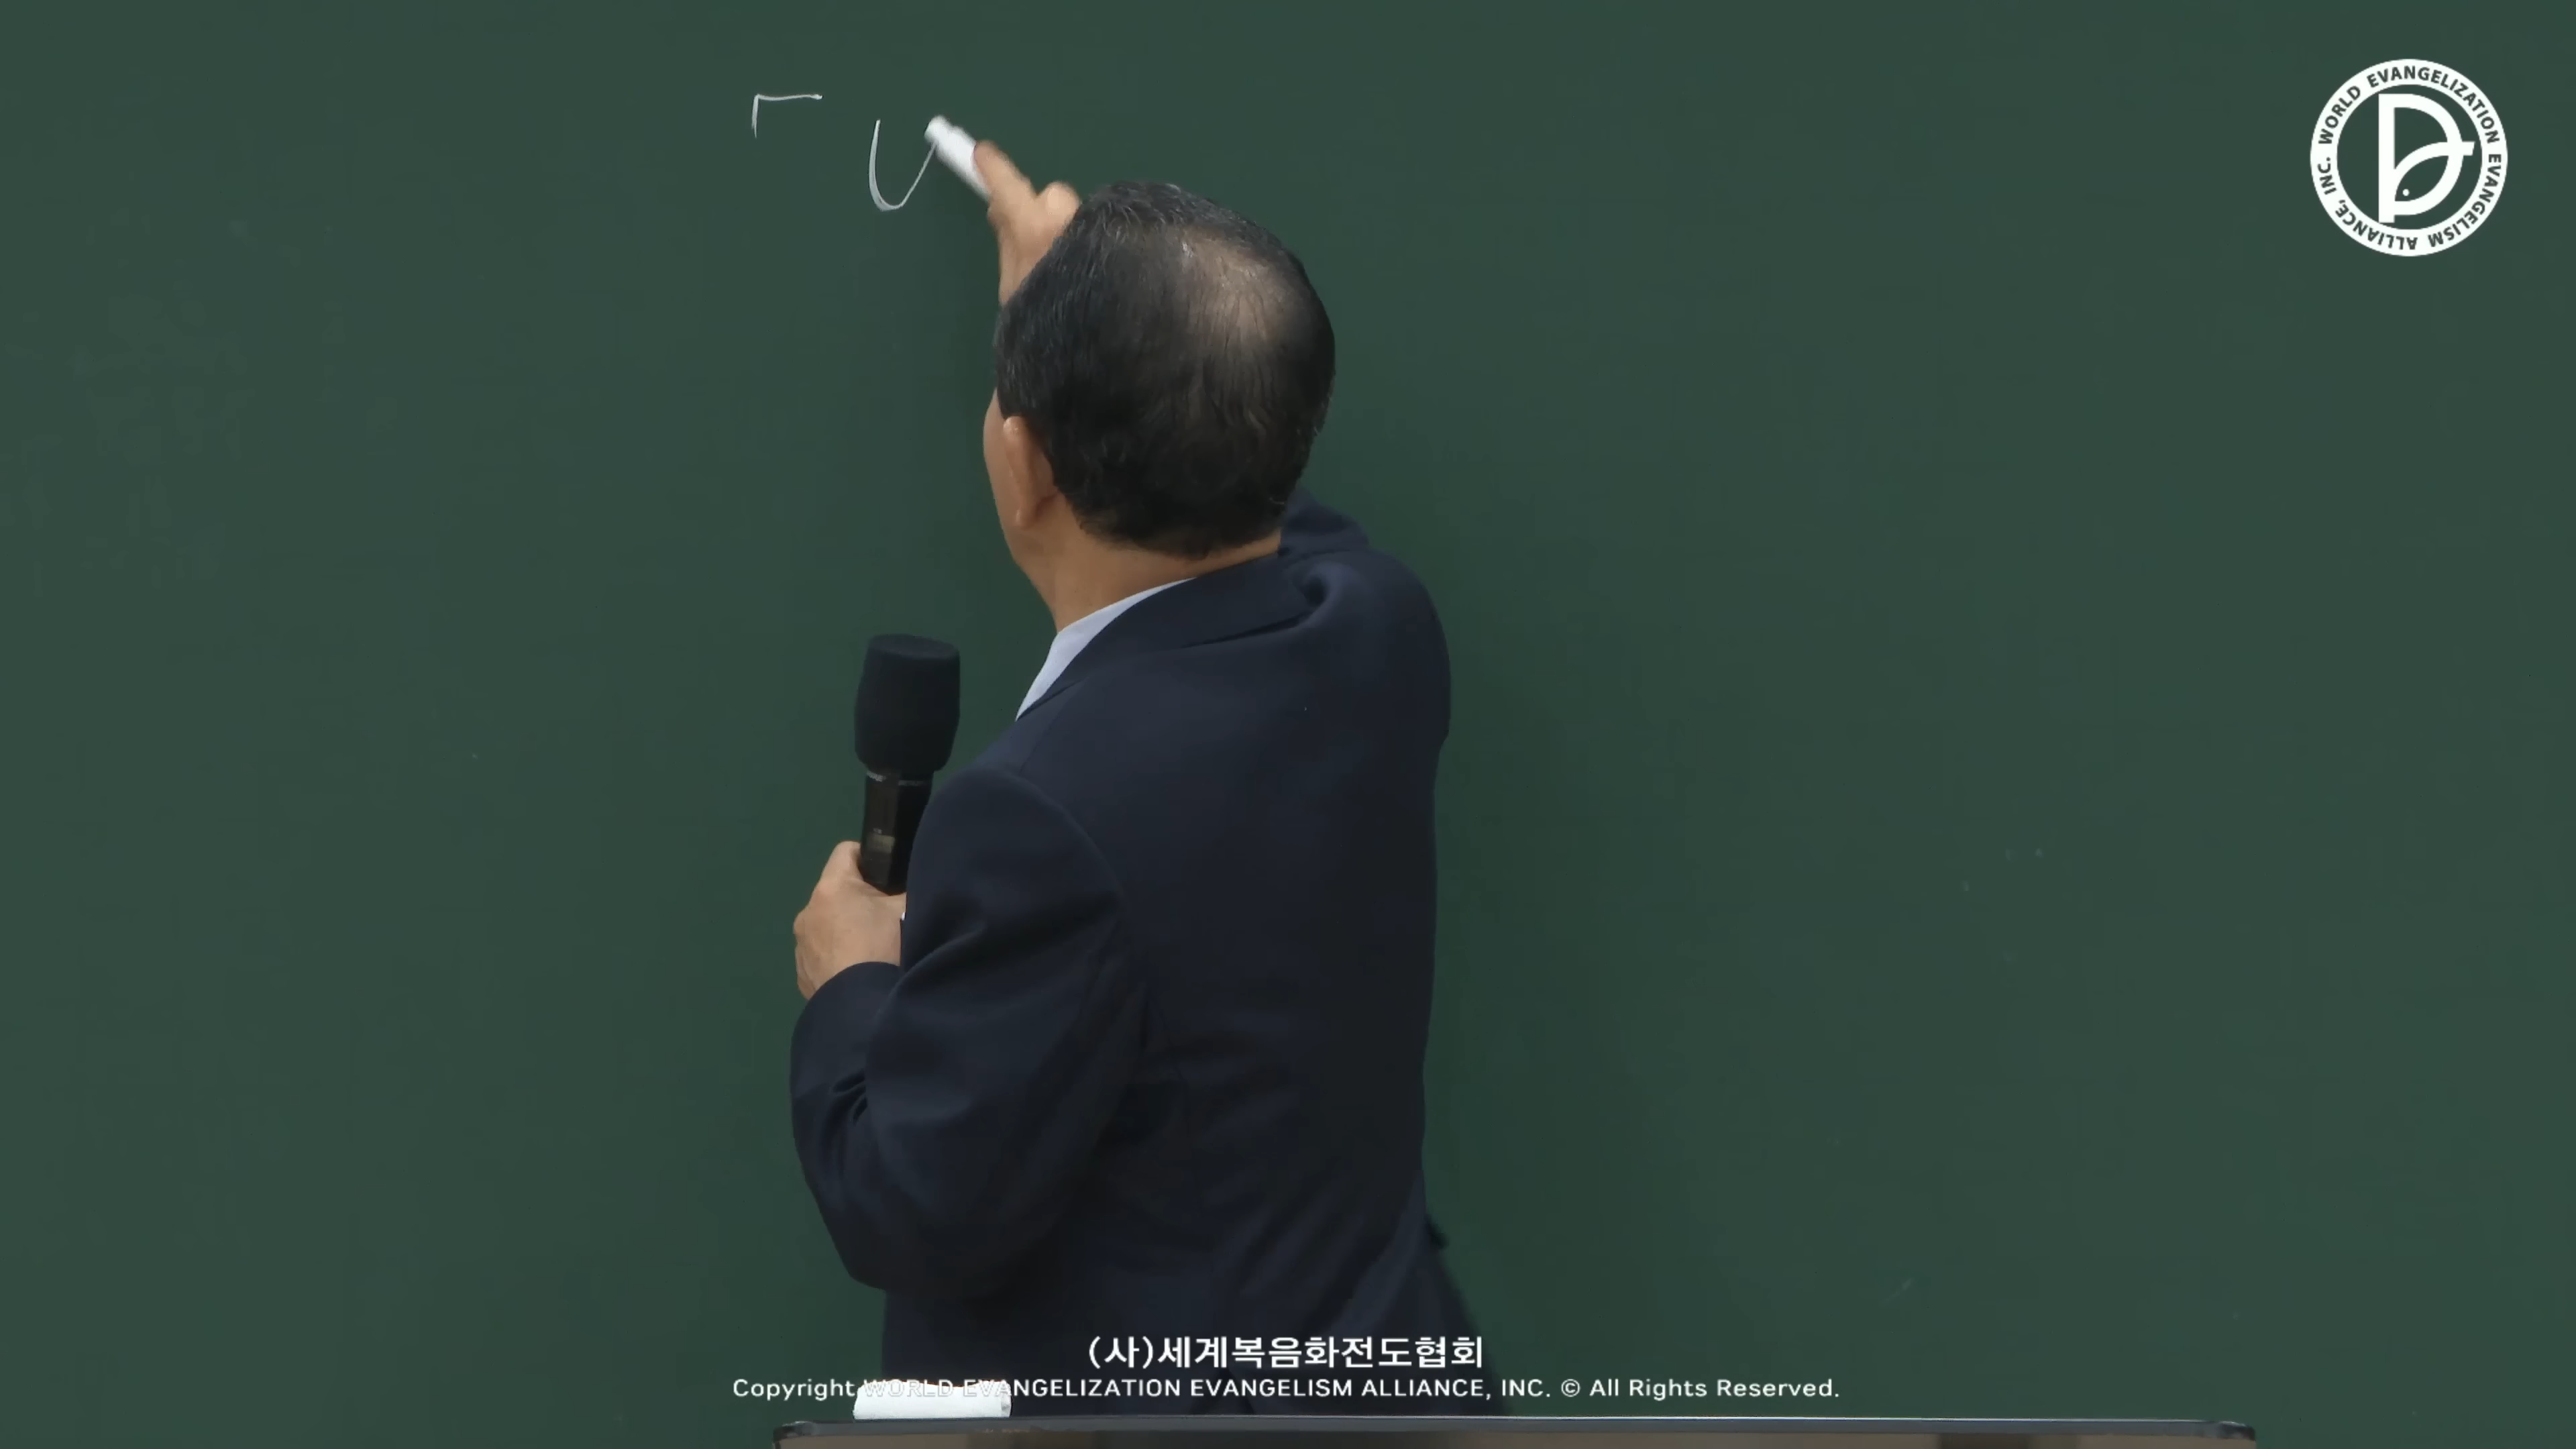 WORLD EVANGELIZATION EVANGELISM ALLIANCE, INC.
(사)세계복음화전도협회
Copyright WORLD EVANGELIZATION EVANGELISM ALLIANCE, INC. © All Rights Reserved.